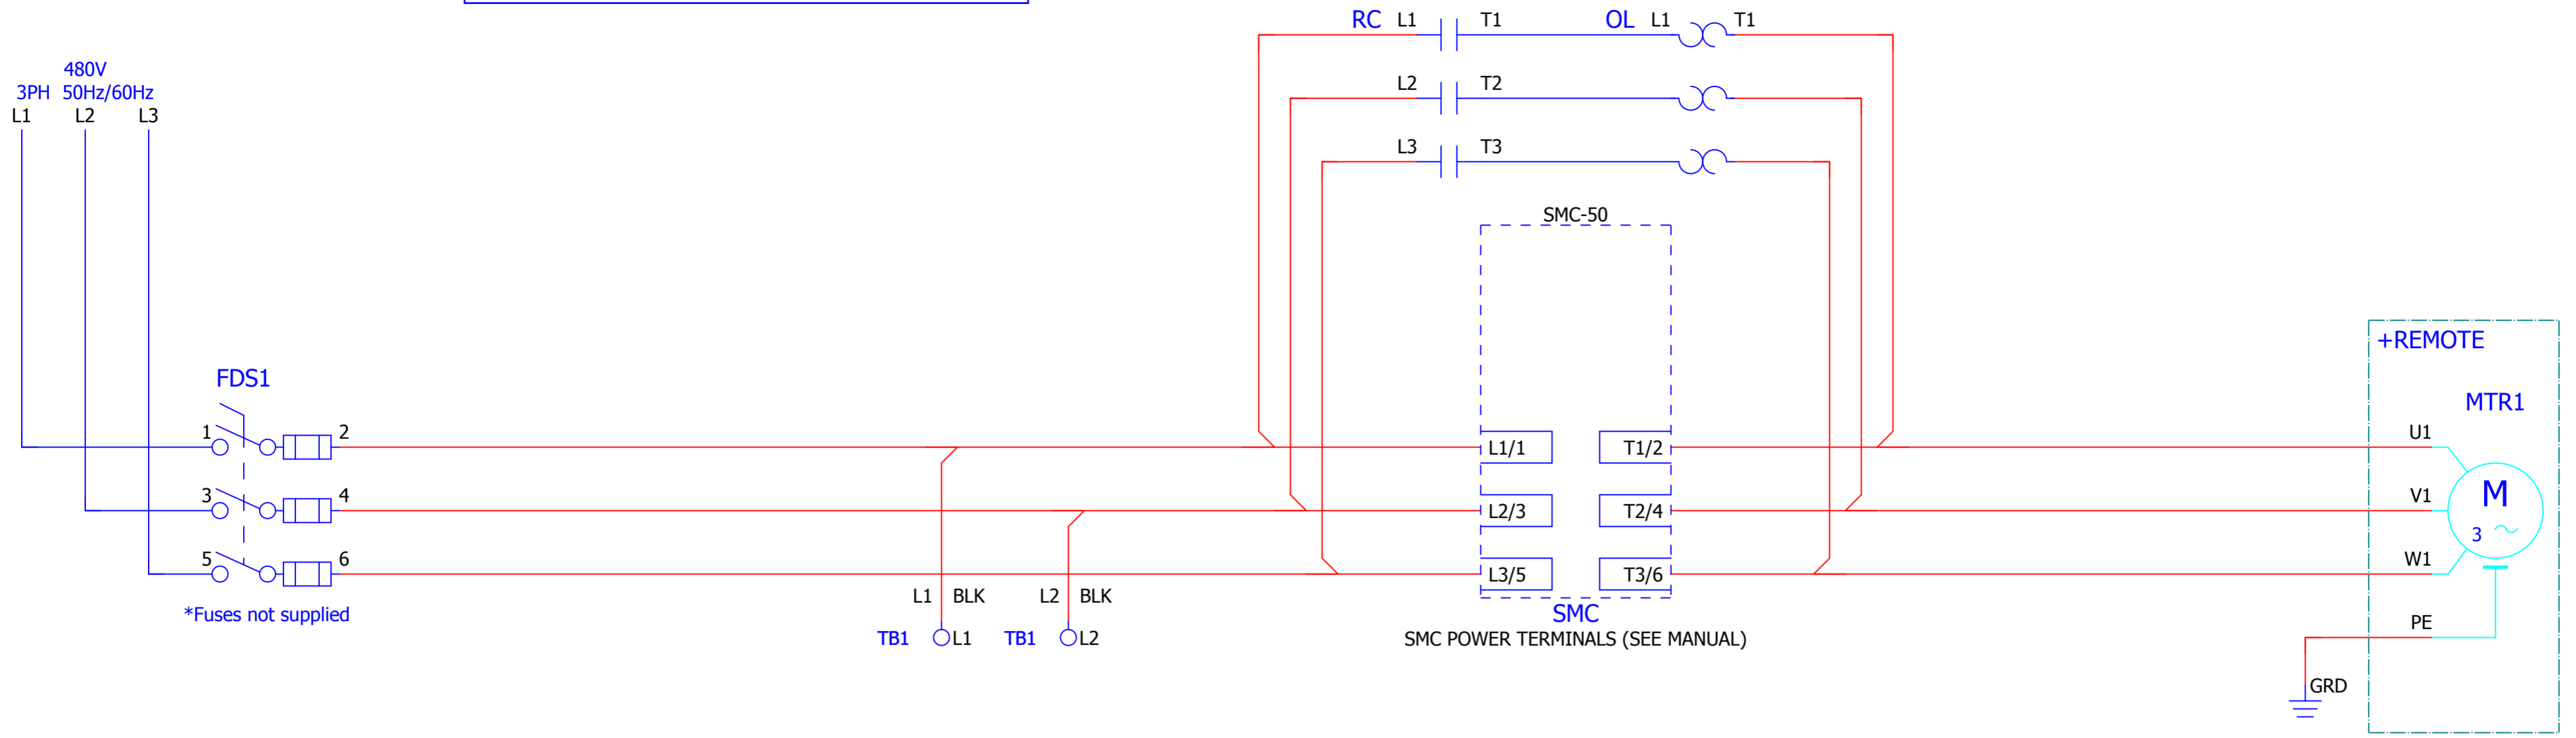 RC L1 T1 OL L1 T1
480V
3PH 50Hz/60Hz
L1 L2 L3
L2 T2
L3 T3
SMC-50
+REMOTE
FDS1
MTR1
1 2
L1/1 T1/2
U1
3 4
L2/3 T2/4
V1
M
3
5 6
L3/5 T3/6
W1
*Fuses not supplied
L1 BLK L2 BLK
SMC
PE
TB1 L1 TB1 L2
SMC POWER TERMINALS (SEE MANUAL)
GRD